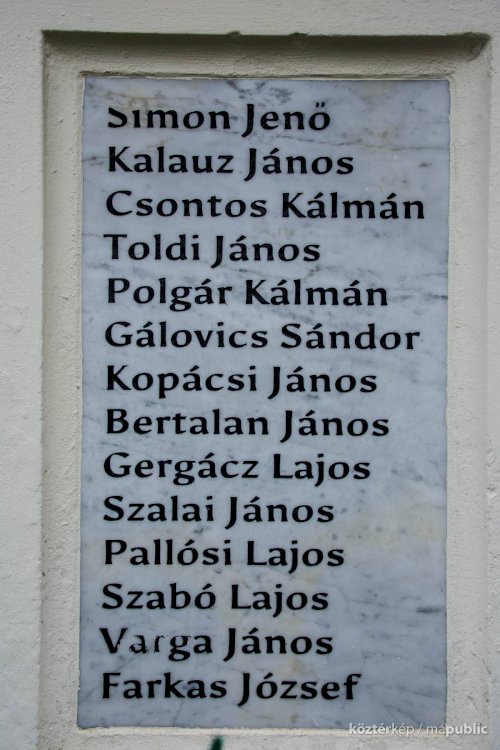 Simon Jenő
Kalauz János
Csontos Kálmán
Toldi János
Polgár Kálmán
Gálovics Sándor
Kopácsi János
Bertalan János
Gergácz Lajos
Szalai János
Pallósi Lajos
Szabó Lajos
Varga János
Farkas József
köztérkép / mapublic